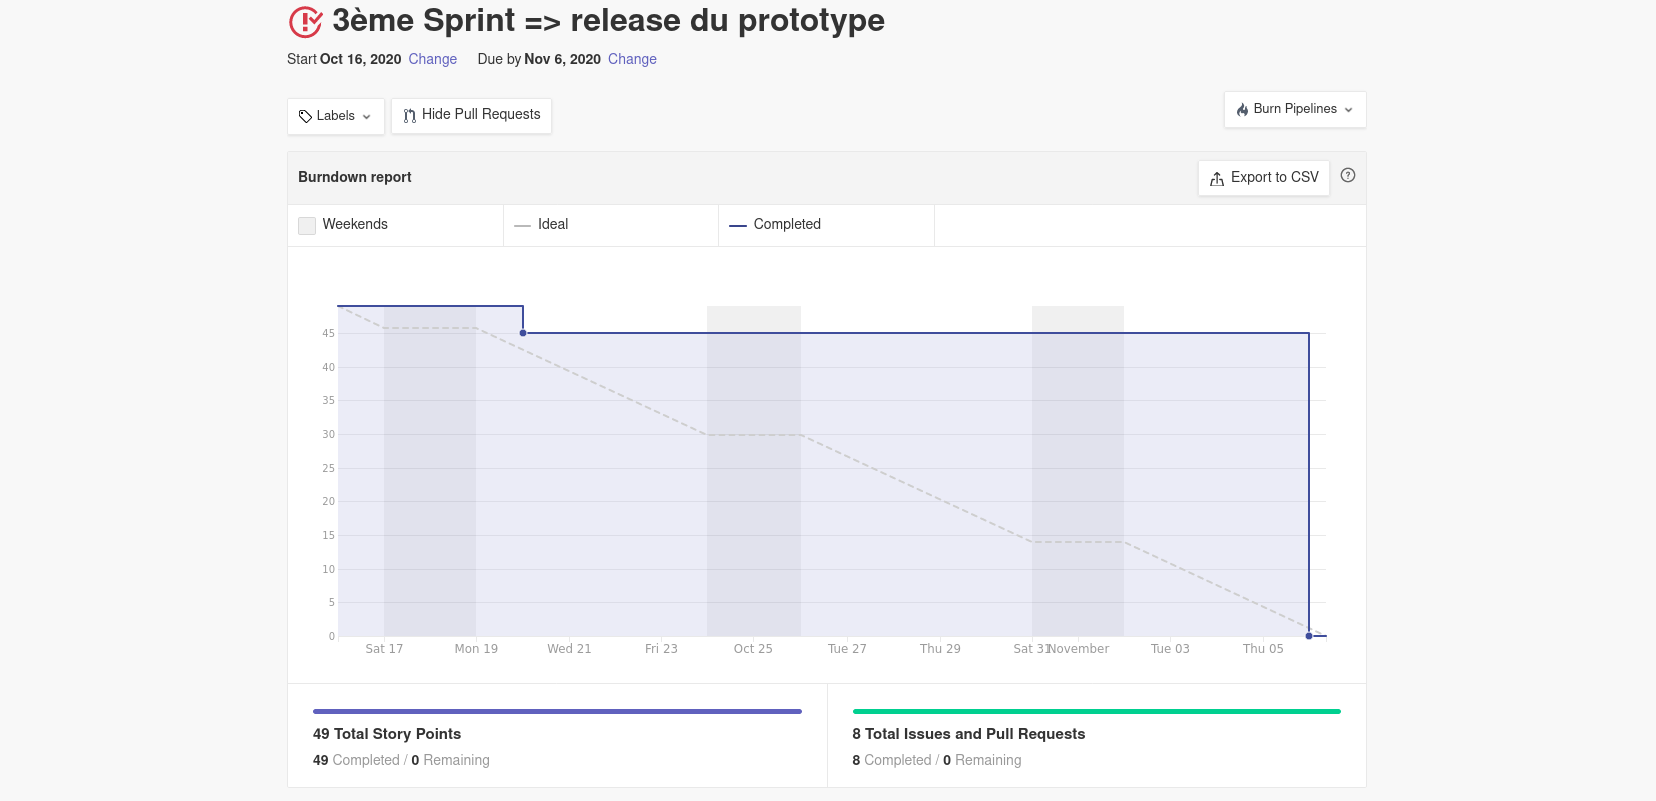 3ème Sprint => release du prototype
Start Oct 16, 2020 Change Due by Nov 6, 2020 Change
Labels Hide Pull Requests Burn Pipelines
Burndown report Export to CSV ?
Weekends Ideal Completed
45
40
35
30
25
20
15
10
5
0
Sat 17 Mon 19 Wed 21 Fri 23 Oct 25 Tue 27 Thu 29 Sat 31 November Tue 03 Thu 05
49 Total Story Points
49 Completed / 0 Remaining
8 Total Issues and Pull Requests
8 Completed / 0 Remaining